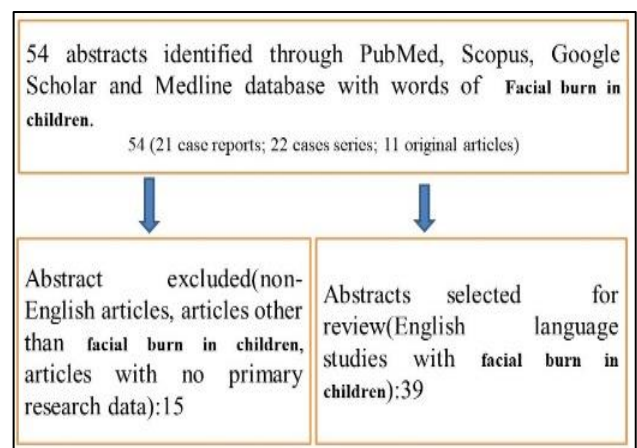 54 abstracts identified through PubMed, Scopus, Google
Scholar and Medline database with words of Facial burn in
children.
54 (21 case reports; 22 cases series; 11 original articles)
Abstract excluded(non-
English articles, articles other
than facial burn in children,
articles with no primary
research data):15
Abstracts selected for
review(English language
studies with facial burn in
children):39